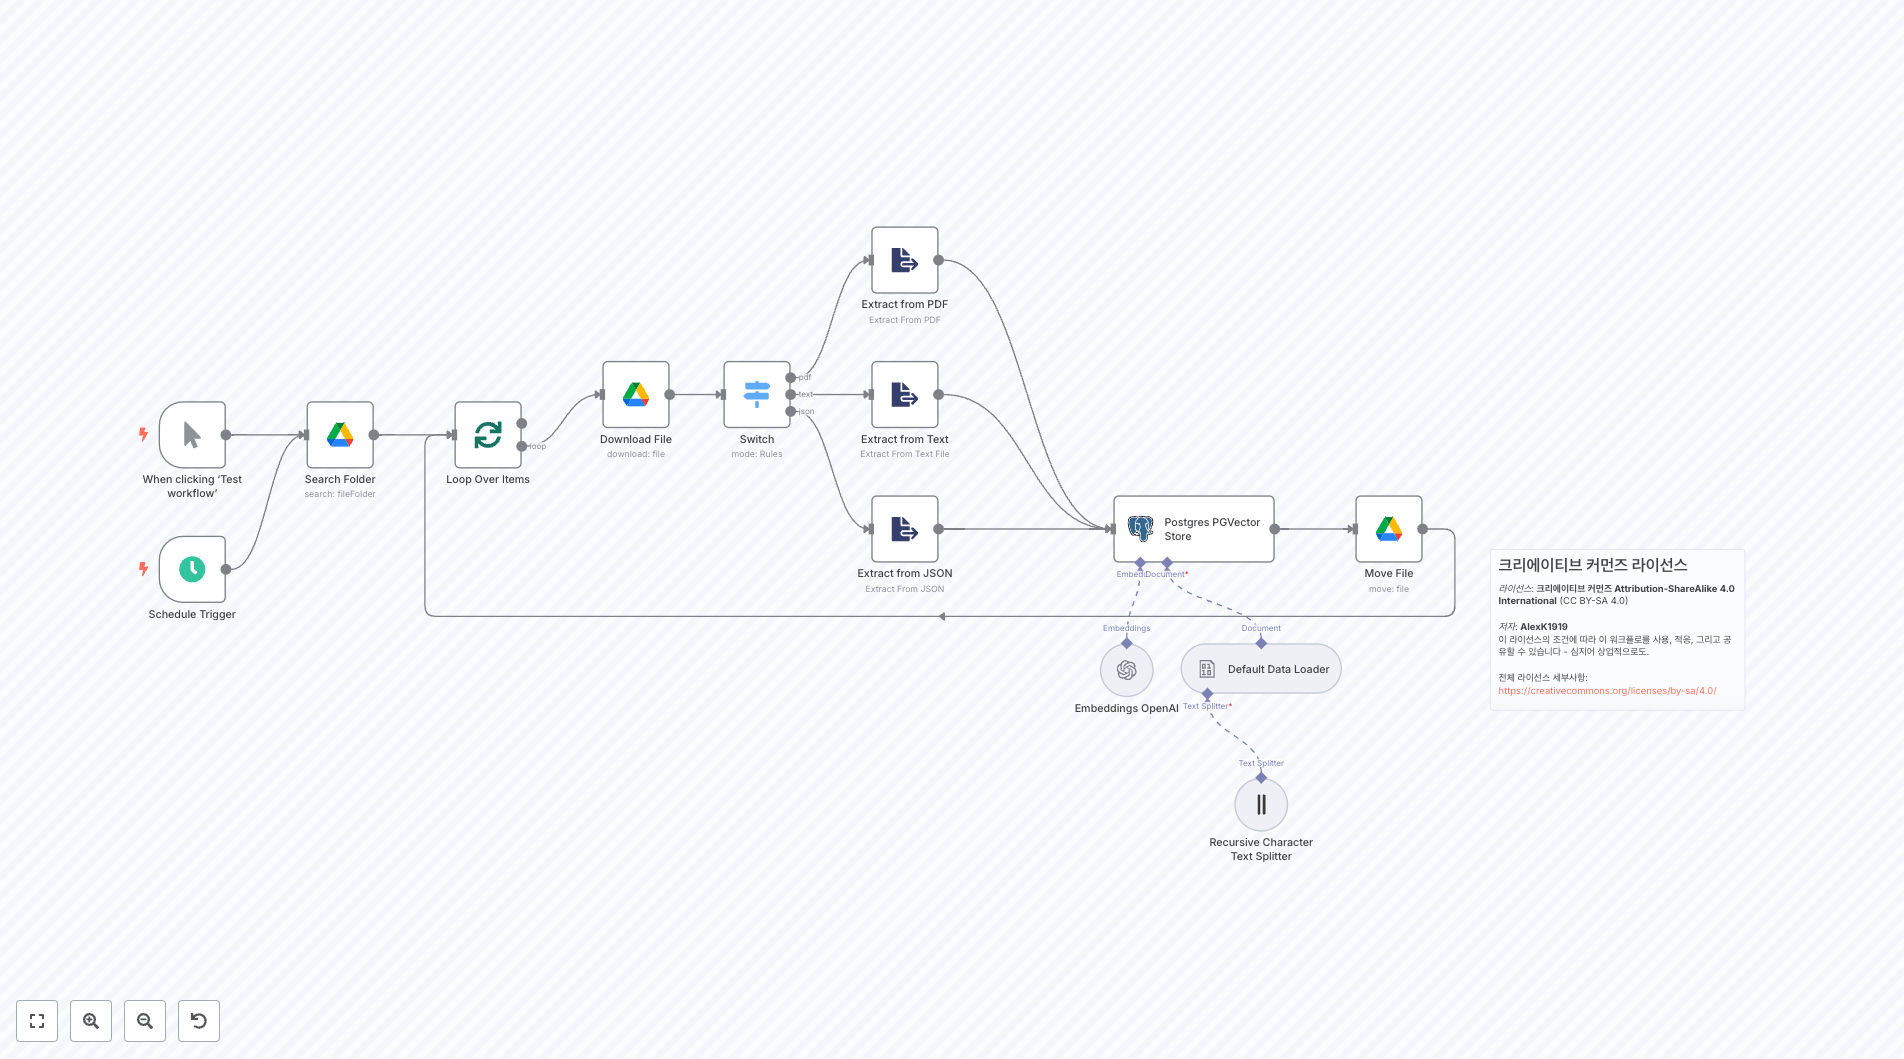 Extract from PDF
Extract From PDF
pdf
text
json
Download File
download: file
Switch
mode: Rules
Extract from Text
Extract From Text File
When clicking ‘Test
workflow’
Search Folder
search: fileFolder
Loop Over Items
loop
Schedule Trigger
Extract from JSON
Extract From JSON
Postgres PGVector
Store
Embed
Document*
Move File
move: file
Embeddings
Document
Embeddings OpenAI
Default Data Loader
Text Splitter*
Text Splitter
Recursive Character
Text Splitter
크리에이티브 커먼즈 라이선스
라이선스: 크리에이티브 커먼즈 Attribution-ShareAlike 4.0
International (CC BY-SA 4.0)
저자: AlexK1919
이 라이선스의 조건에 따라 이 워크플로를 사용, 적응, 그리고 공
유할 수 있습니다 - 심지어 상업적으로도.
전체 라이선스 세부사항:
https://creativecommons.org/licenses/by-sa/4.0/